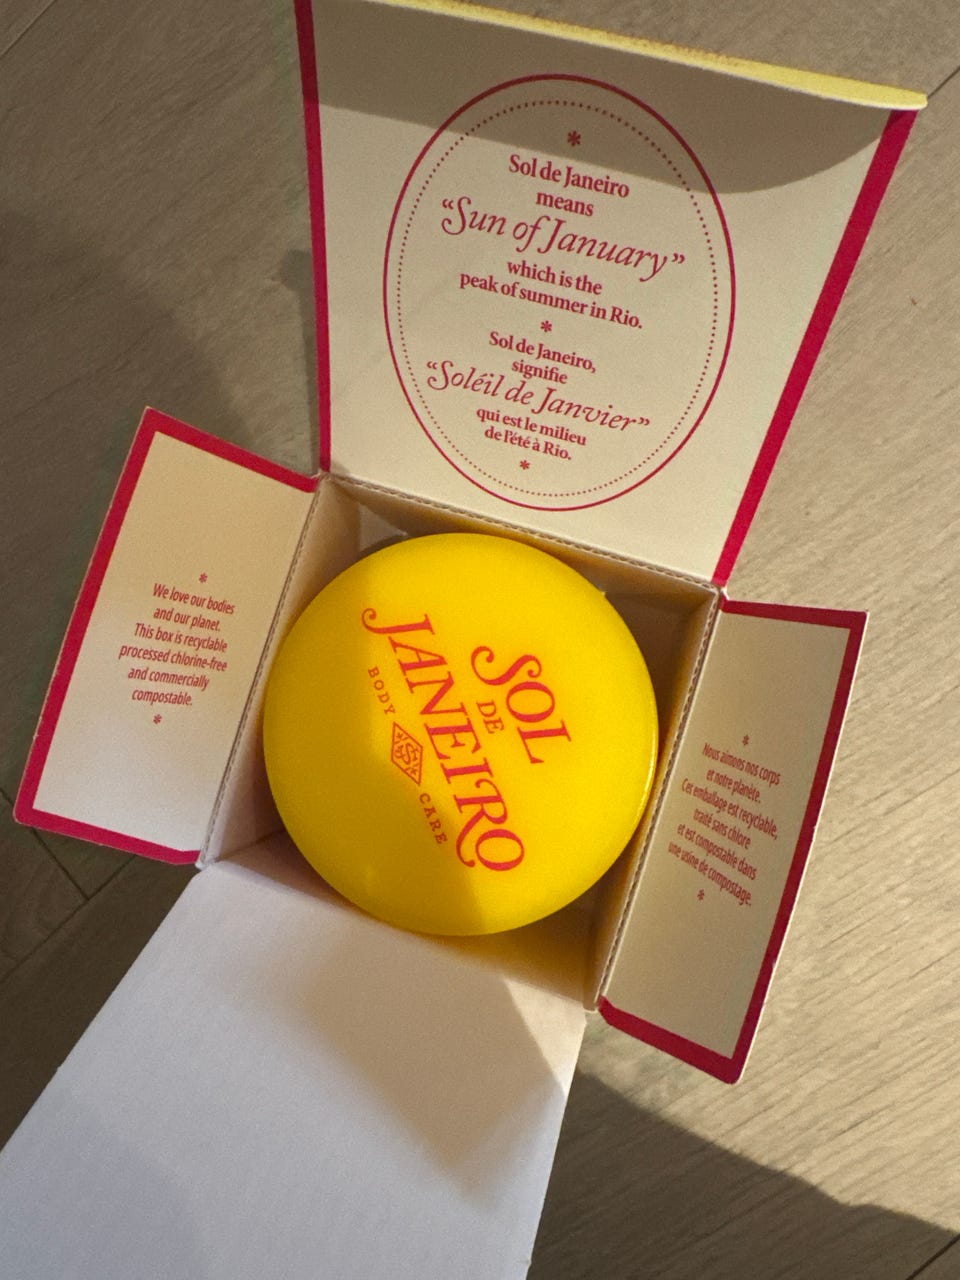 *
Sol de Janeiro
means
“Sun of January”
which is the
peak of summer in Rio.
*
Sol de Janeiro,
signifie
“Soléil de Janvier”
qui est le milieu
de l'été à Rio.
*
*
We love our bodies
and our planet.
This box is recyclable
processed chlorine-free
and commercially
compostable.
*
SOL
DE
JANEIRO
BODY CARE
*
Nous aimons nos corps
et notre planète.
Cet emballage est recyclable,
traité sans chlore
et est compostable dans
une usine de compostage.
*